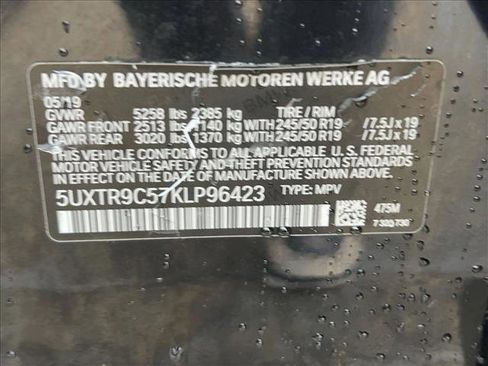 MFD BY BAYERISCHE MOTOREN WERKE AG
05/19
GVWR 5258 lbs 2385 kg TIRE / RIM
GAWR FRONT 2513 lbs 1140 kg WITH 245/50 R19 /7.5J x 19
GAWR REAR 3020 lbs 1370 kg WITH 245/50 R19 /7.5J x 19
THIS VEHICLE CONFORMS TO ALL APPLICABLE U. S. FEDERAL
MOTOR VEHICLE SAFETY AND THEFT PREVENTION STANDARDS
IN EFFECT ON THE DATE OF MANUFACTURE SHOWN ABOVE.
5UXTR9C57KLP96423 TYPE: MPV
475M